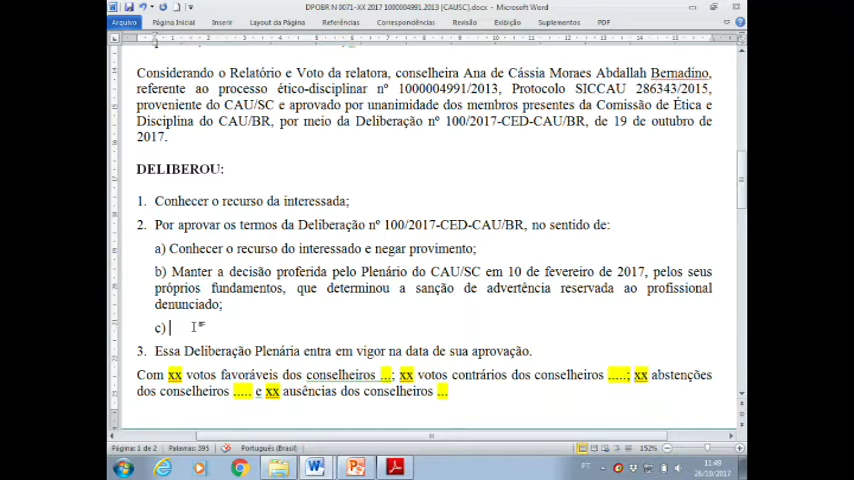 DPOBR N 0071-XX 2017 1000004991.2013 [CAUSC].docx - Microsoft Word
Arquivo Página Inicial Inserir Layout da Página Referências Correspondências Revisão Exibição Suplementos PDF
Considerando o Relatório e Voto da relatora, conselheira Ana de Cássia Moraes Abdallah Bernadino,
referente ao processo ético-disciplinar nº 1000004991/2013, Protocolo SICCAU 286343/2015,
proveniente do CAU/SC e aprovado por unanimidade dos membros presentes da Comissão de Ética e
Disciplina do CAU/BR, por meio da Deliberação nº 100/2017-CED-CAU/BR, de 19 de outubro de
2017.
DELIBEROU:
1. Conhecer o recurso da interessada;
2. Por aprovar os termos da Deliberação nº 100/2017-CED-CAU/BR, no sentido de:
a) Conhecer o recurso do interessado e negar provimento;
b) Manter a decisão proferida pelo Plenário do CAU/SC em 10 de fevereiro de 2017, pelos seus
próprios fundamentos, que determinou a sanção de advertência reservada ao profissional
denunciado;
c)
3. Essa Deliberação Plenária entra em vigor na data de sua aprovação.
Com xx votos favoráveis dos conselheiros ...; xx votos contrários dos conselheiros .....; xx abstenções
dos conselheiros ..... e xx ausências dos conselheiros ...
Página: 1 de 2 Palavras: 395 Português (Brasil) 152%
PT 11:49
26/10/2017